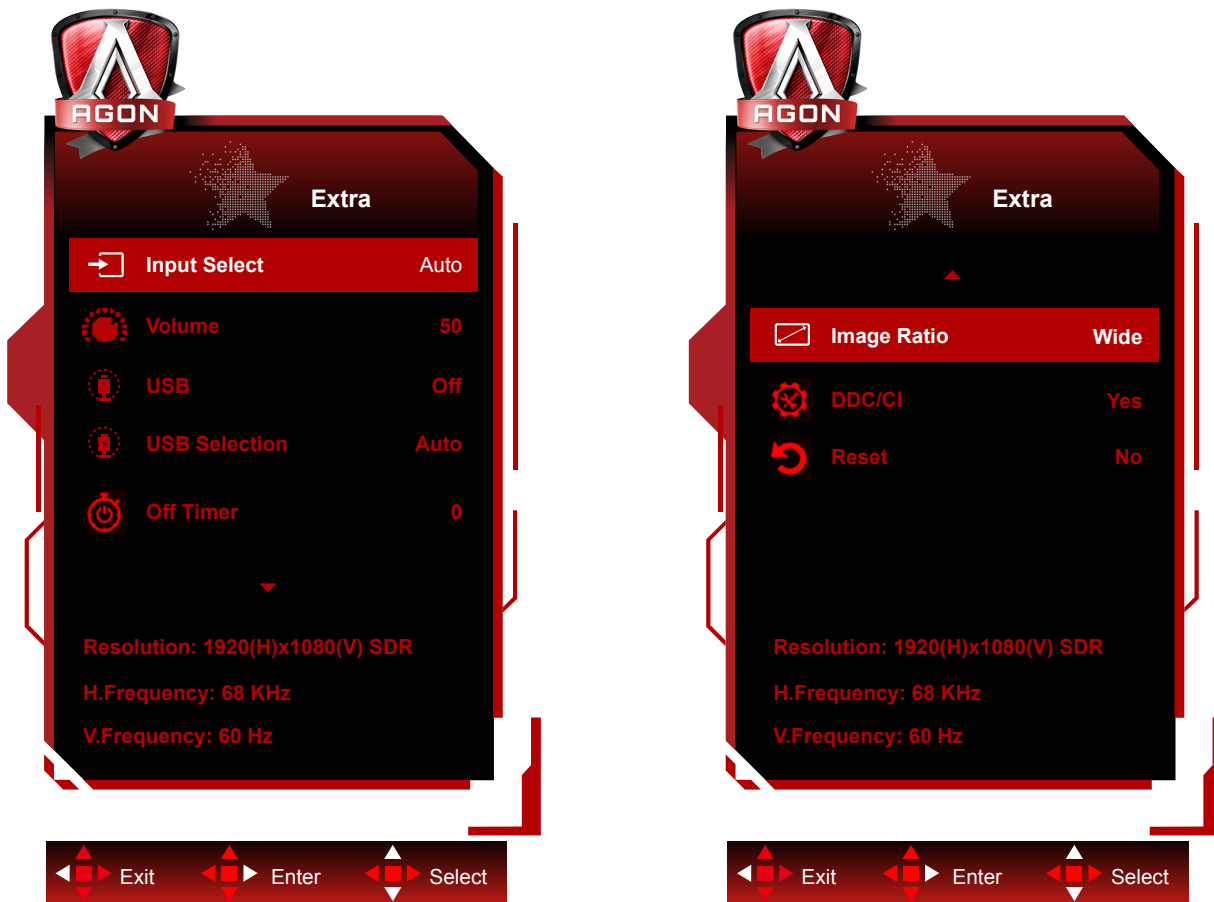 AGON
Extra
Input Select Auto
Volume 50
USB Off
USB Selection Auto
Off Timer 0
Resolution: 1920(H)x1080(V) SDR
H.Frequency: 68 KHz
V.Frequency: 60 Hz
Exit Enter Select
AGON
Extra
Image Ratio Wide
DDC/CI Yes
Reset No
Resolution: 1920(H)x1080(V) SDR
H.Frequency: 68 KHz
V.Frequency: 60 Hz
Exit Enter Select